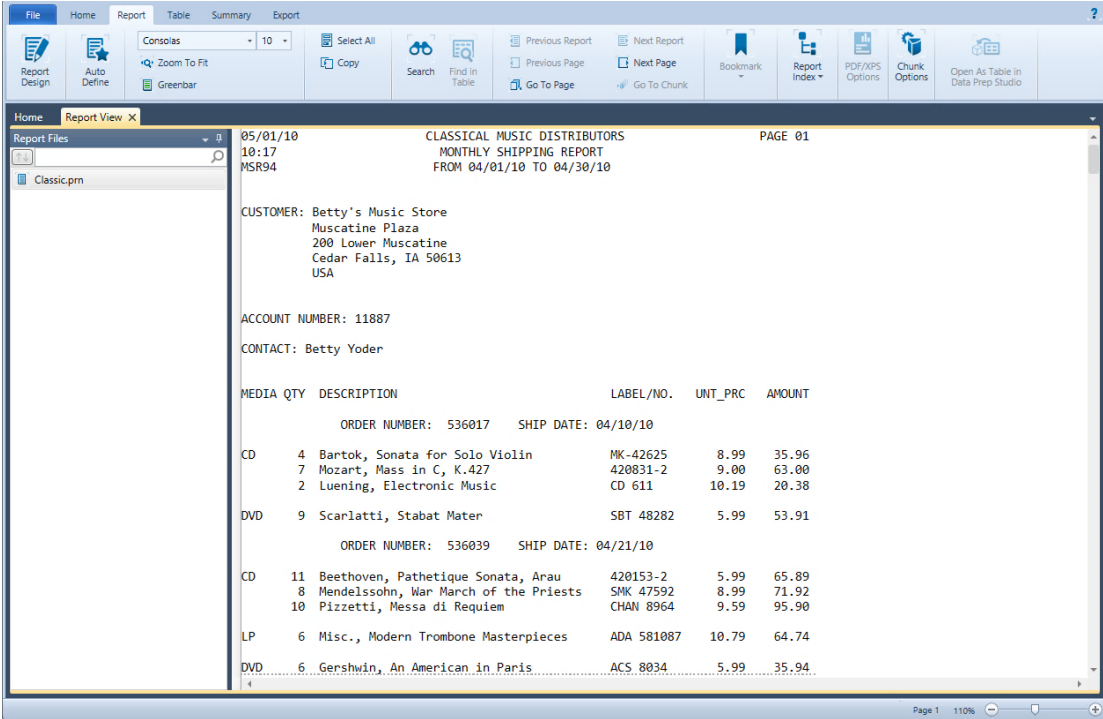 File Home Report Table Summary Export ?
Report Design
Auto Define
Consolas 10
Zoom To Fit
Greenbar
Select All
Copy
Search
Find in Table
Previous Report
Previous Page
Go To Page
Next Report
Next Page
Go To Chunk
Bookmark
Report Index
PDF/XPS Options
Chunk Options
Open As Table in Data Prep Studio
Home Report View X
Report Files
Classic.prn
05/01/10 CLASSICAL MUSIC DISTRIBUTORS PAGE 01
10:17 MONTHLY SHIPPING REPORT
MSR94 FROM 04/01/10 TO 04/30/10
CUSTOMER: Betty's Music Store
Muscatine Plaza
200 Lower Muscatine
Cedar Falls, IA 50613
USA
ACCOUNT NUMBER: 11887
CONTACT: Betty Yoder
MEDIA QTY DESCRIPTION LABEL/NO. UNT_PRC AMOUNT
ORDER NUMBER: 536017 SHIP DATE: 04/10/10
CD 4 Bartok, Sonata for Solo Violin MK-42625 8.99 35.96
7 Mozart, Mass in C, K.427 420831-2 9.00 63.00
2 Luening, Electronic Music CD 611 10.19 20.38
DVD 9 Scarlatti, Stabat Mater SBT 48282 5.99 53.91
ORDER NUMBER: 536039 SHIP DATE: 04/21/10
CD 11 Beethoven, Pathetique Sonata, Arau 420153-2 5.99 65.89
8 Mendelssohn, War March of the Priests SMK 47592 8.99 71.92
10 Pizzetti, Messa di Requiem CHAN 8964 9.59 95.90
LP 6 Misc., Modern Trombone Masterpieces ADA 581087 10.79 64.74
DVD 6 Gershwin, An American in Paris ACS 8034 5.99 35.94
Page 1 110%